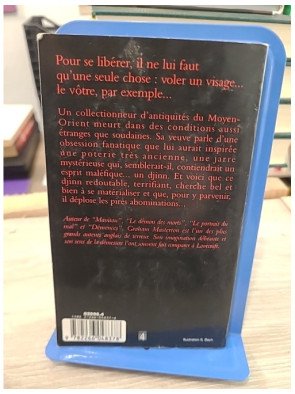 Pour se libérer, il ne lui faut
qu'une seule chose : voler un visage...
le vôtre, par exemple...
Un collectionneur d'antiquités du Moyen-
Orient meurt dans des conditions aussi
étranges que soudaines. Sa veuve parle d'une
obsession fanatique que lui aurait inspirée
une poterie très ancienne, une jarre
mystérieuse qui, semblerait-il, contiendrait un
esprit maléfique... un djinn. Et voici que ce
djinn redoutable, terrifiant, cherche bel et
bien à se matérialiser et que, pour y parvenir,
il déploie les pires abominations...
Auteur de "Manitou", "Le démon des morts", "Le portrait du
mal" et "Démences", Graham Masterton est l'un des plus
grands auteurs anglais de terreur. Son imagination débridée et
son sens de la démesure l'ont souvent fait comparer à Lovecraft.
4